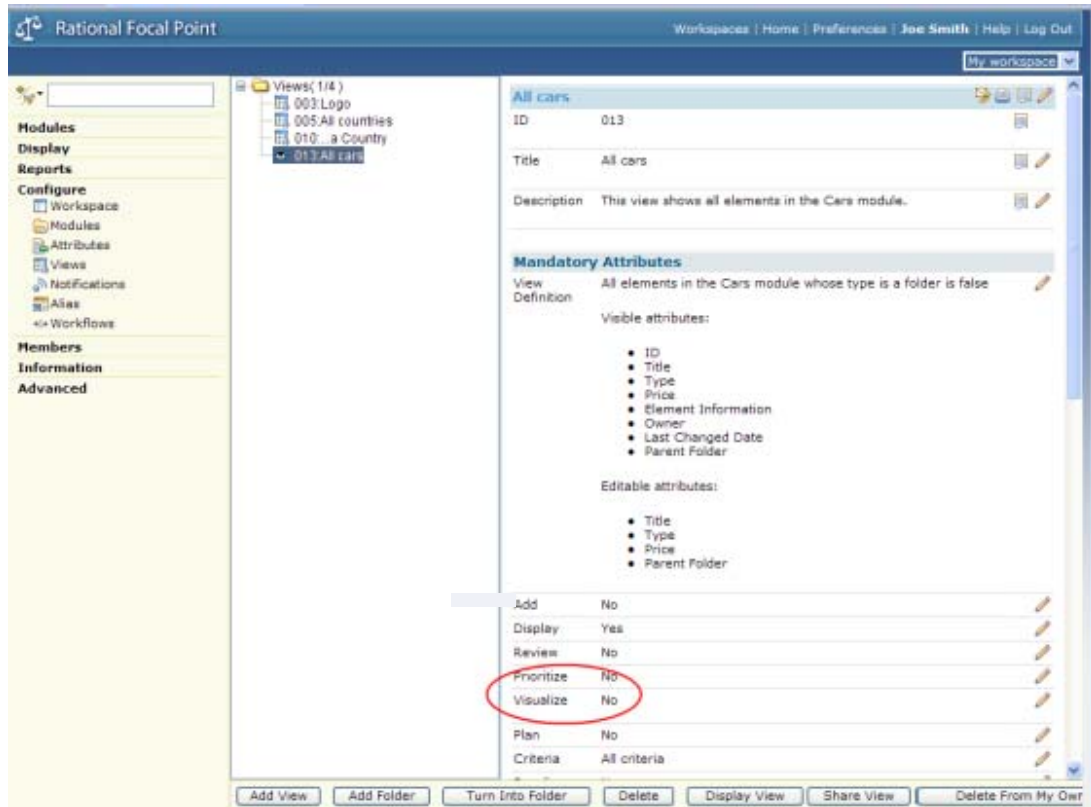 Rational Focal Point
Workspaces | Home | Preferences | Joe Smith | Help | Log Out
My workspace
Modules
Display
Reports
Configure
Workspace
Modules
Attributes
Views
Notifications
Alias
Workflows
Members
Information
Advanced
Views( 1/4 )
003:Logo
005:All countries
010:...a Country
013:All cars
All cars
ID 013
Title All cars
Description This view shows all elements in the Cars module.
Mandatory Attributes
View Definition All elements in the Cars module whose type is a folder is false
Visible attributes:
ID
Title
Type
Price
Element Information
Owner
Last Changed Date
Parent Folder
Editable attributes:
Title
Type
Price
Parent Folder
Add No
Display Yes
Review No
Prioritize No
Visualize No
Plan No
Criteria All criteria
Add View Add Folder Turn Into Folder Delete Display View Share View Delete From My Owr